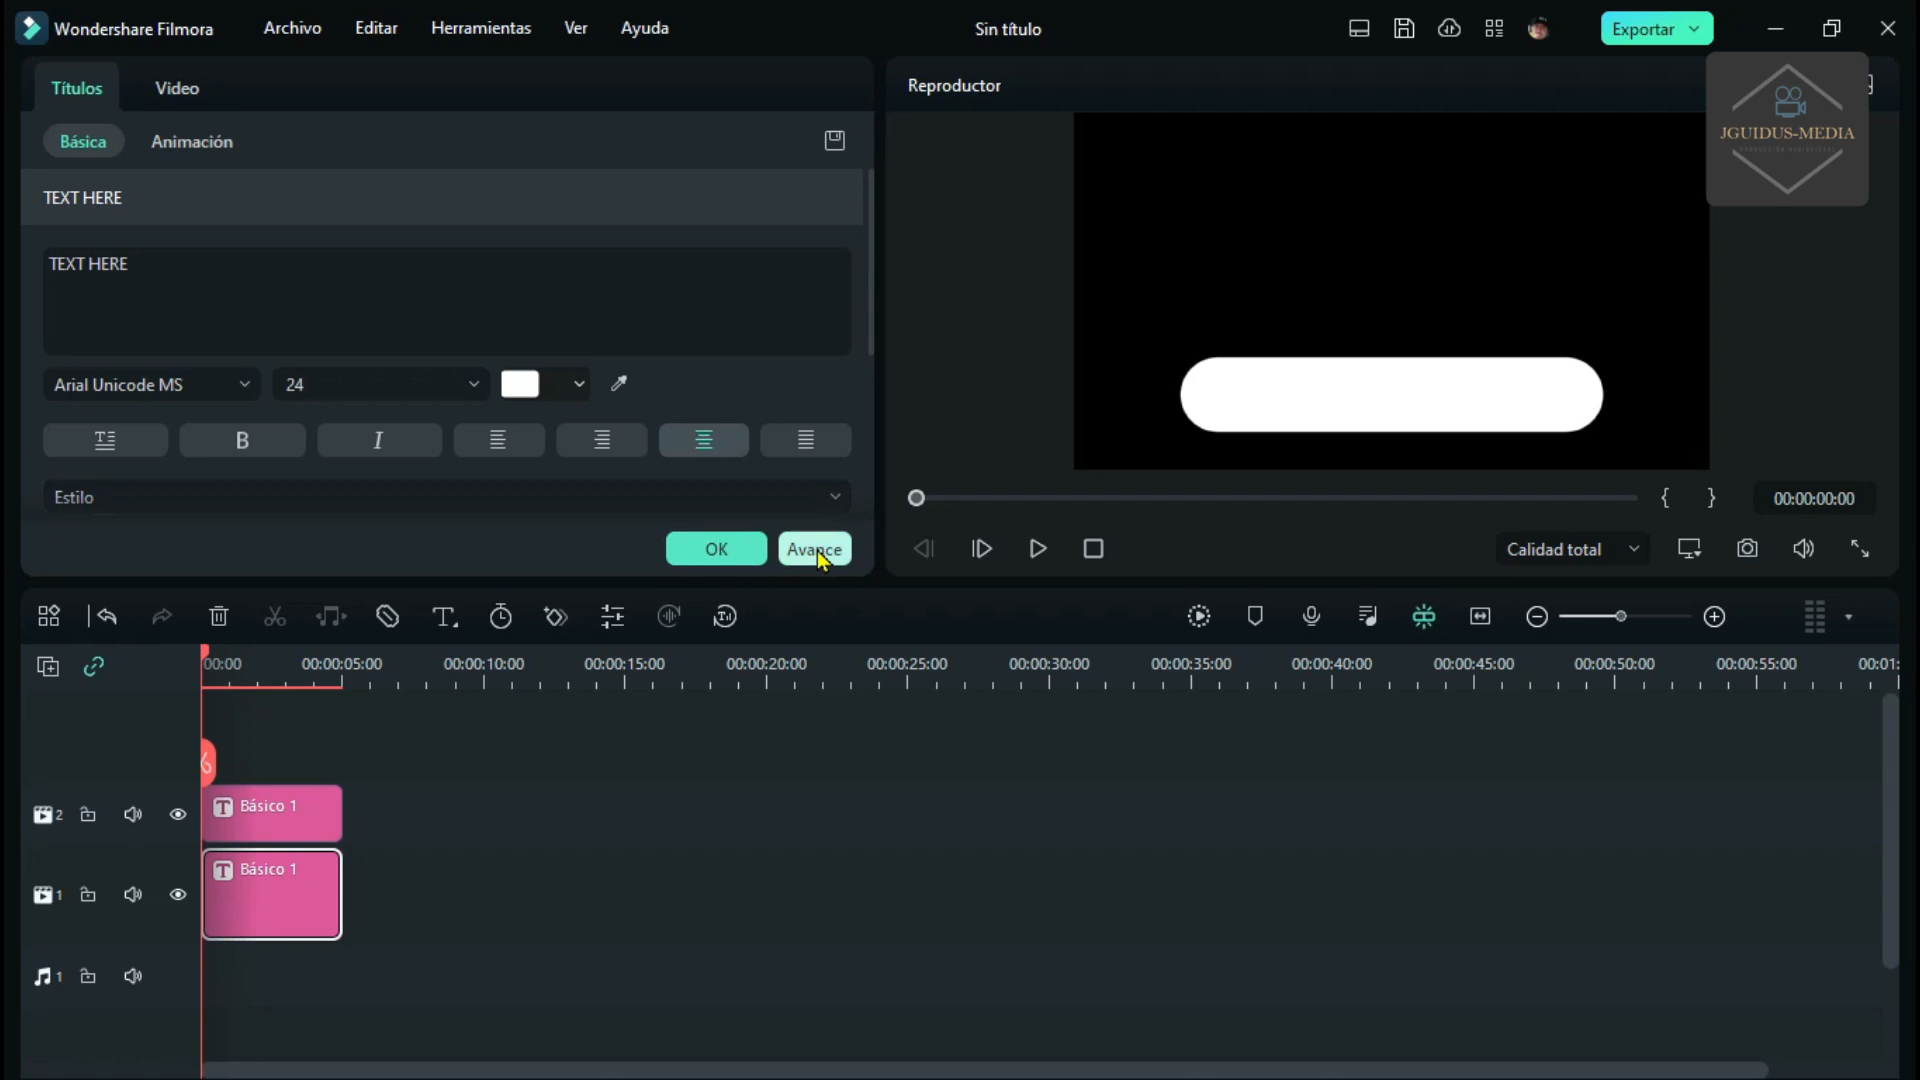 Wondershare Filmora
Archivo
Editar
Herramientas
Ver
Ayuda
Sin título
Exportar
Títulos
Video
Reproductor
Básica
Animación
JGUIDUS-MEDIA
TEXT HERE
TEXT HERE
Arial Unicode MS
24
B
I
Estilo
OK
Avance
{ }
00:00:00:00
Calidad total
00:00
00:00:05:00
00:00:10:00
00:00:15:00
00:00:20:00
00:00:25:00
00:00:30:00
00:00:35:00
00:00:40:00
00:00:45:00
00:00:50:00
00:00:55:00
00:01:
2
T Básico 1
1
T Básico 1
1